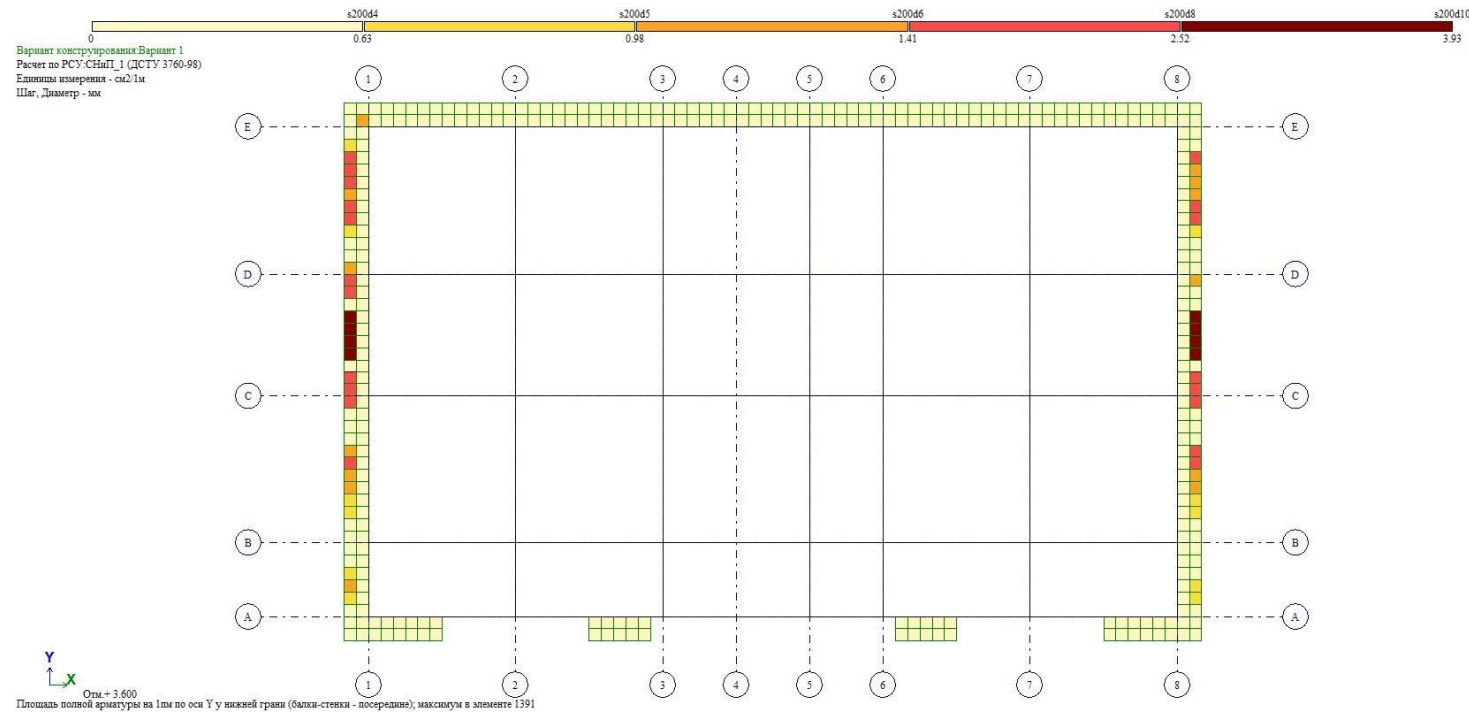 s200d4 s200d5 s200d6 s200d8 s200d10
0 0.63 0.98 1.41 2.52 3.93
Вариант конструирования:Вариант 1
Расчет по РСУ:СНиП_1 (ДСТУ 3760-98)
Единицы измерения - см2/1м
Шаг, Диаметр - мм
1 2 3 4 5 6 7 8
E E
D D
C C
B B
A A
1 2 3 4 5 6 7 8
Y
X
Отм.+ 3.600
Площадь полной арматуры на 1пм по оси Y у нижней грани (балки-стенки - посередине); максимум в элементе 1391